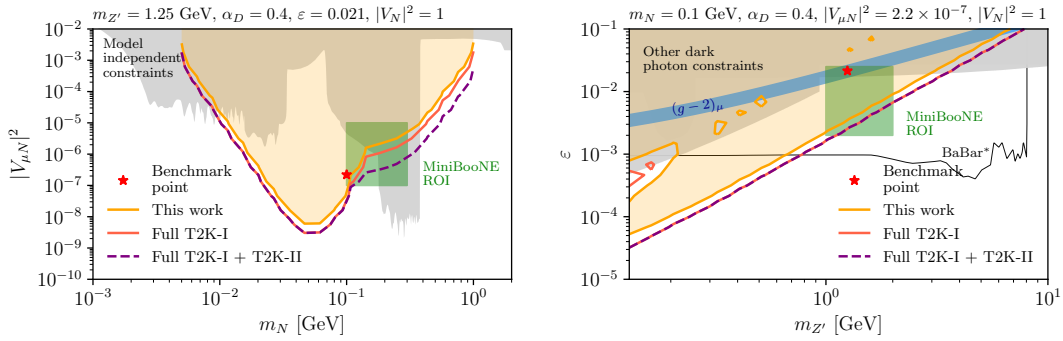 m_{Z'} = 1.25 GeV, α_D = 0.4, ε = 0.021, |V_N|^2 = 1
10^0
10^{-1}
10^{-2}
10^{-3}
10^{-4}
10^{-5}
10^{-6}
10^{-7}
10^{-8}
10^{-9}
10^{-10}
|V_{μN}|^2
Model
independent
constraints
MiniBooNE
ROI
Benchmark
point
This work
Full T2K-I
Full T2K-I + T2K-II
10^{-3}
10^{-2}
10^{-1}
10^0
m_N [GeV]
m_N = 0.1 GeV, α_D = 0.4, |V_{μN}|^2 = 2.2 × 10^{-7}, |V_N|^2 = 1
10^{-1}
10^{-2}
10^{-3}
10^{-4}
10^{-5}
ε
Other dark
photon constraints
(g−2)_μ
MiniBooNE
ROI
BaBar*
Benchmark
point
This work
Full T2K-I
Full T2K-I + T2K-II
10^0
10^1
m_{Z'} [GeV]